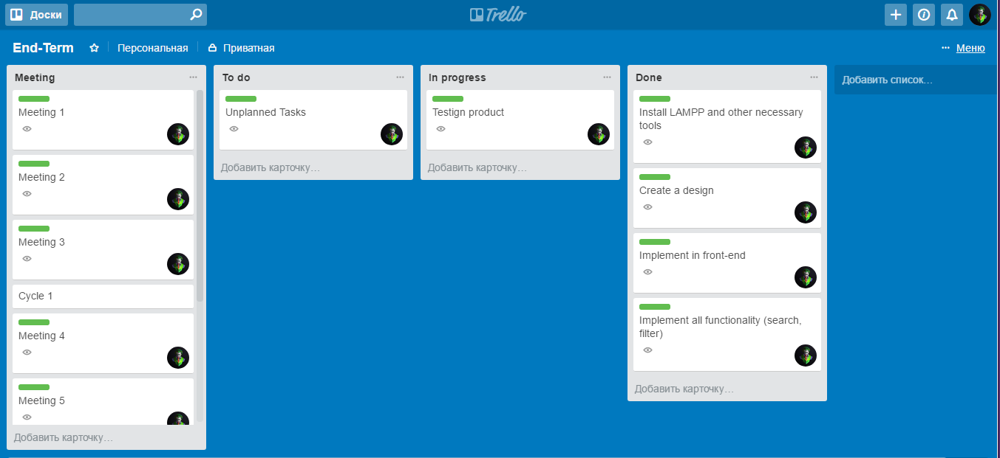 Доски
Trello
End-Term
Персональная
Приватная
··· Меню
Meeting ···
Meeting 1
Meeting 2
Meeting 3
Cycle 1
Meeting 4
Meeting 5
Добавить карточку…
To do ···
Unplanned Tasks
Добавить карточку…
In progress ···
Testign product
Добавить карточку…
Done ···
Install LAMPP and other necessary
tools
Create a design
Implement in front-end
Implement all functionality (search,
filter)
Добавить карточку…
Добавить список…